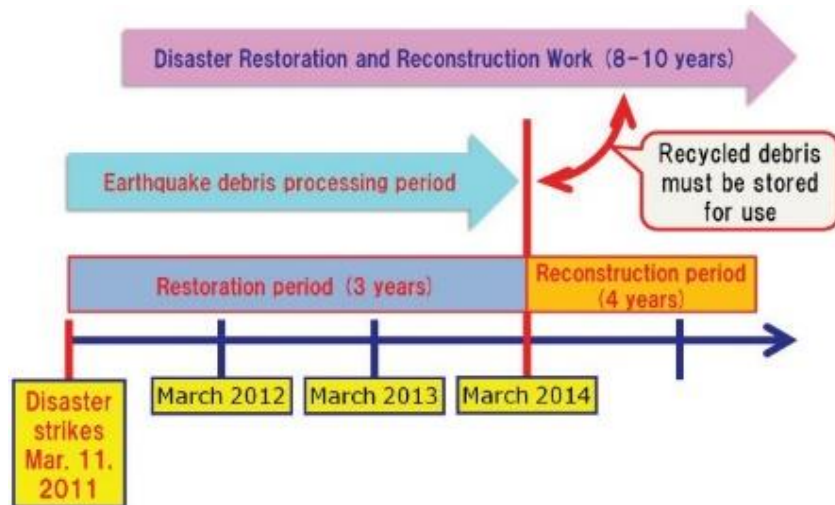 Disaster Restoration and Reconstruction Work (8-10 years)
Earthquake debris processing period
Recycled debris
must be stored
for use
Restoration period (3 years)
Reconstruction period
(4 years)
Disaster
strikes
Mar. 11.
2011
March 2012
March 2013
March 2014